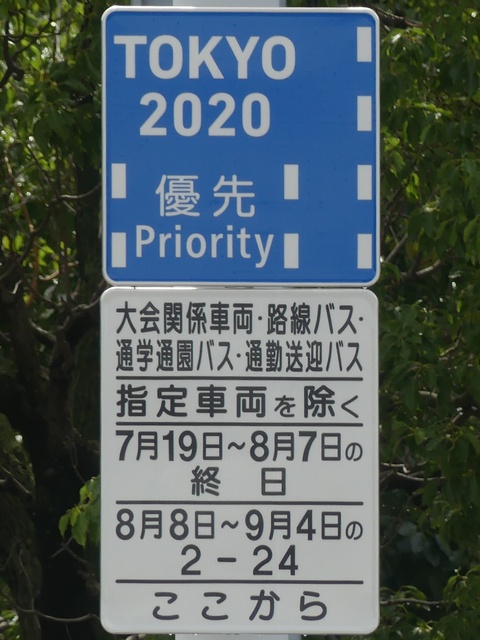 TOKYO
2020
優先
Priority
大会関係車両・路線バス・
通学通園バス・通勤送迎バス
指定車両を除く
7月19日~8月7日の
終 日
8月8日~9月4日の
2-24
ここから